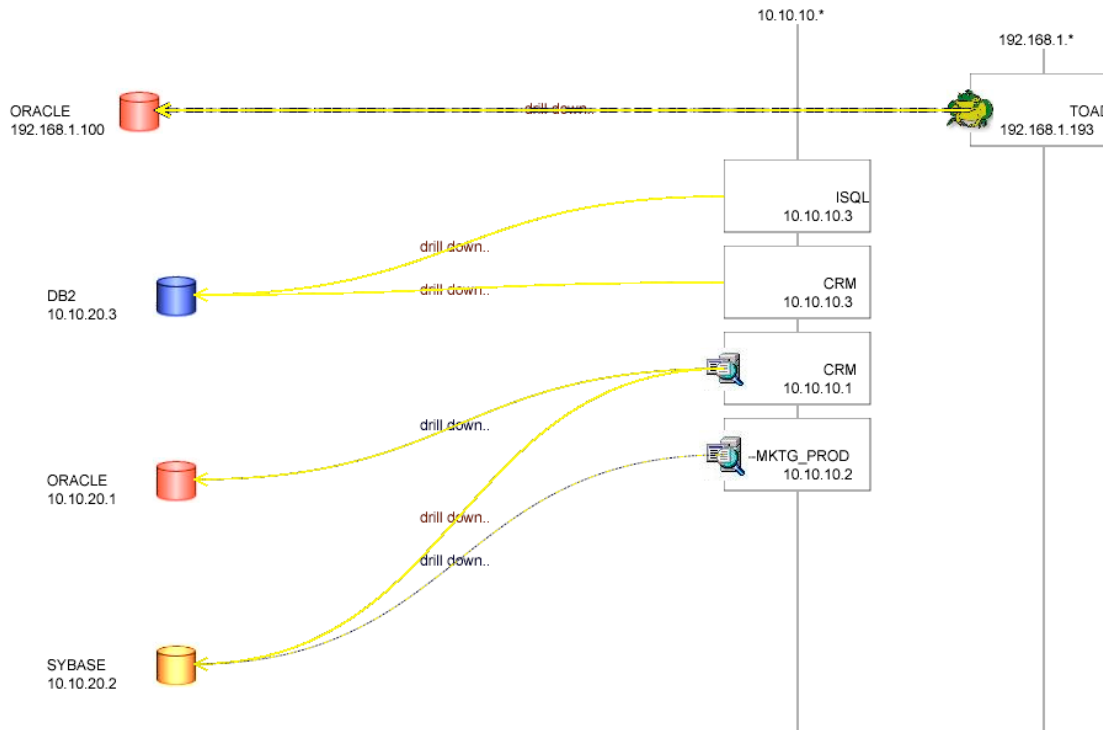 10.10.10.*
192.168.1.*
ORACLE
192.168.1.100
drill down..
TOAD
192.168.1.193
ISQL
10.10.10.3
drill down..
DB2
10.10.20.3
drill down..
CRM
10.10.10.3
CRM
10.10.10.1
drill down..
--MKTG_PROD
10.10.10.2
ORACLE
10.10.20.1
drill down..
drill down..
SYBASE
10.10.20.2